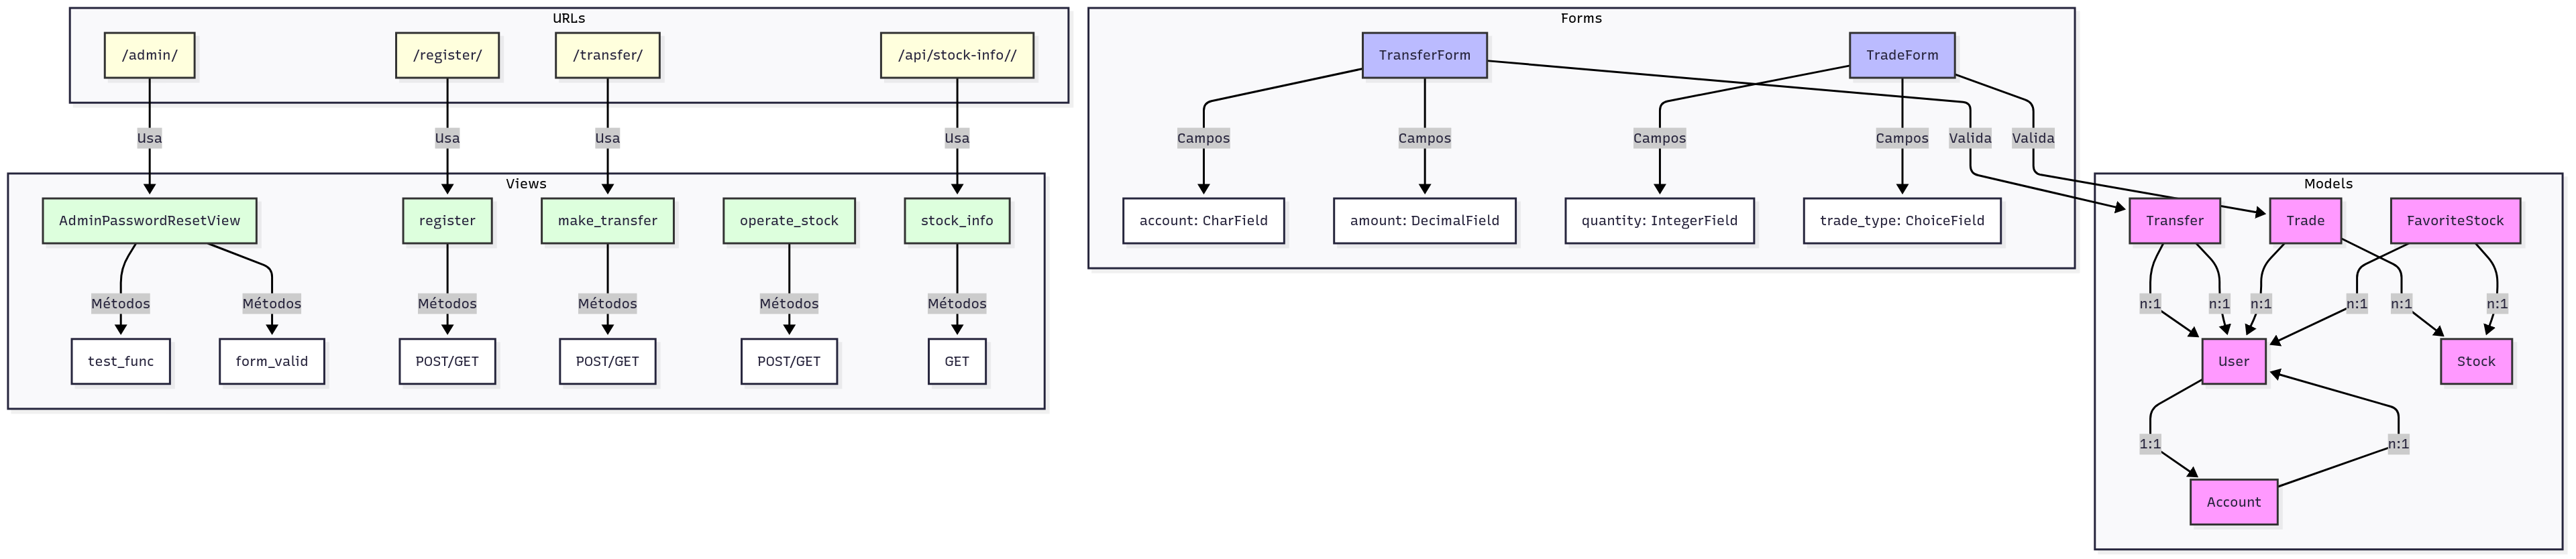 URLs
/admin/
/register/
/transfer/
/api/stock-info//
Usa
Usa
Usa
Usa
Views
AdminPasswordResetView
register
make_transfer
operate_stock
stock_info
Métodos
Métodos
Métodos
Métodos
Métodos
Métodos
test_func
form_valid
POST/GET
POST/GET
POST/GET
GET
Forms
TransferForm
TradeForm
Campos
Campos
Campos
Campos
Valida
Valida
account: CharField
amount: DecimalField
quantity: IntegerField
trade_type: ChoiceField
Models
Transfer
Trade
FavoriteStock
n:1
n:1
n:1
n:1
n:1
n:1
User
Stock
1:1
n:1
Account